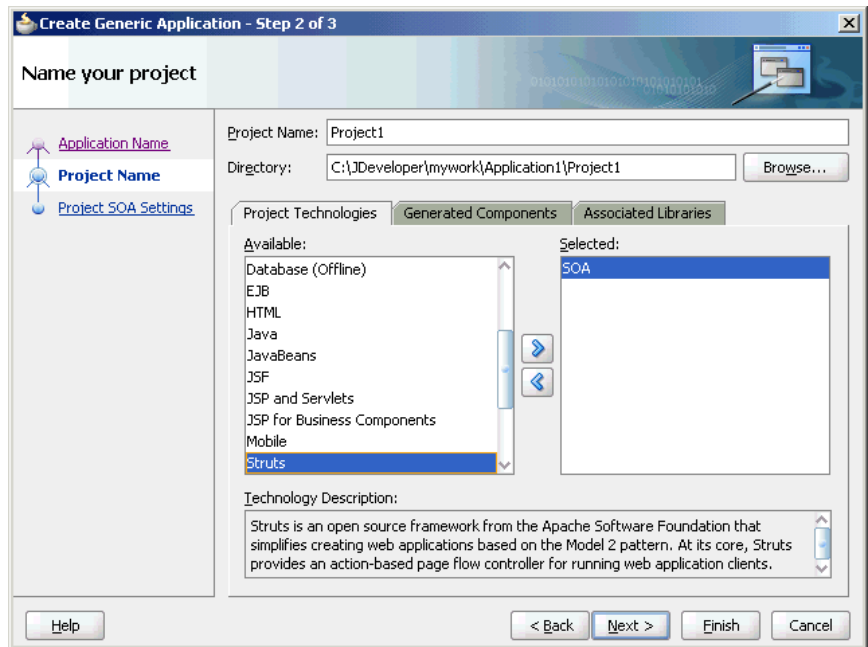 Create Generic Application - Step 2 of 3
Name your project
Application Name
Project Name
Project SOA Settings
Project Name: Project1
Directory: C:\JDeveloper\mywork\Application1\Project1 Browse...
Project Technologies Generated Components Associated Libraries
Available: Selected:
Database (Offline) SOA
EJB
HTML
Java
JavaBeans
JSF
JSP and Servlets
JSP for Business Components
Mobile
Struts
Technology Description:
Struts is an open source framework from the Apache Software Foundation that
simplifies creating web applications based on the Model 2 pattern. At its core, Struts
provides an action-based page flow controller for running web application clients.
Help < Back Next > Finish Cancel